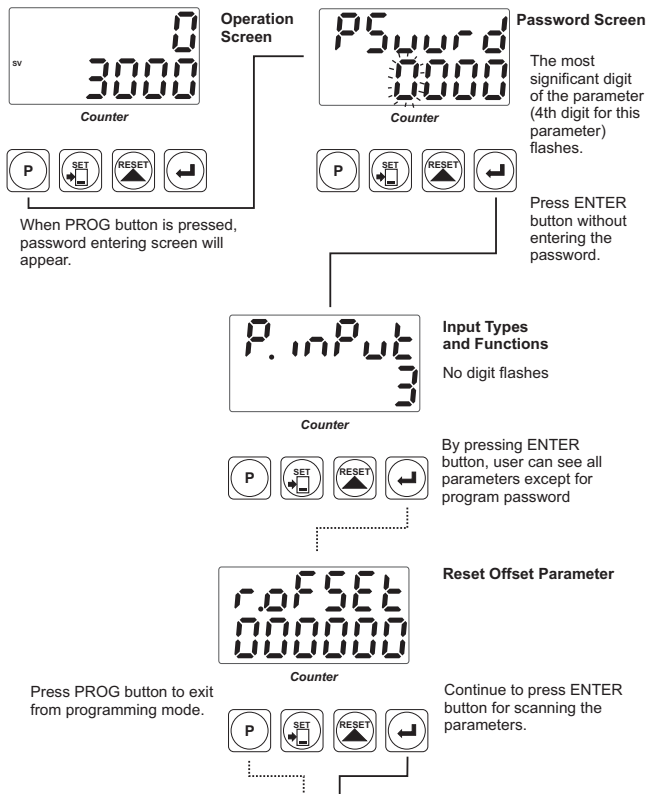 0
SV
3000
Counter
P
SET
RESET
Operation
Screen
When PROG button is pressed,
password entering screen will
appear.
PSwrd
0000
Counter
P
SET
RESET
Password Screen
The most
significant digit
of the parameter
(4th digit for this
parameter)
flashes.
Press ENTER
button without
entering the
password.
P.inPut
3
Counter
P
SET
RESET
Input Types
and Functions
No digit flashes
By pressing ENTER
button, user can see all
parameters except for
program password
r.oFSEt
000000
Counter
P
SET
RESET
Reset Offset Parameter
Press PROG button to exit
from programming mode.
Continue to press ENTER
button for scanning the
parameters.